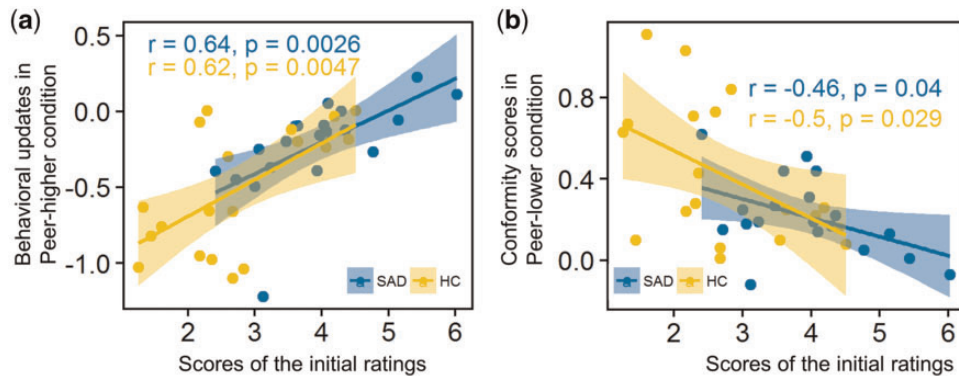 (a)
r = 0.64, p = 0.0026
r = 0.62, p = 0.0047
Behavioral updates in
Peer-higher condition
0.5
0.0
-0.5
-1.0
SAD HC
2 3 4 5 6
Scores of the initial ratings
(b)
r = -0.46, p = 0.04
r = -0.5, p = 0.029
Conformity scores in
Peer-lower condition
0.8
0.4
0.0
SAD HC
2 3 4 5 6
Scores of the initial ratings